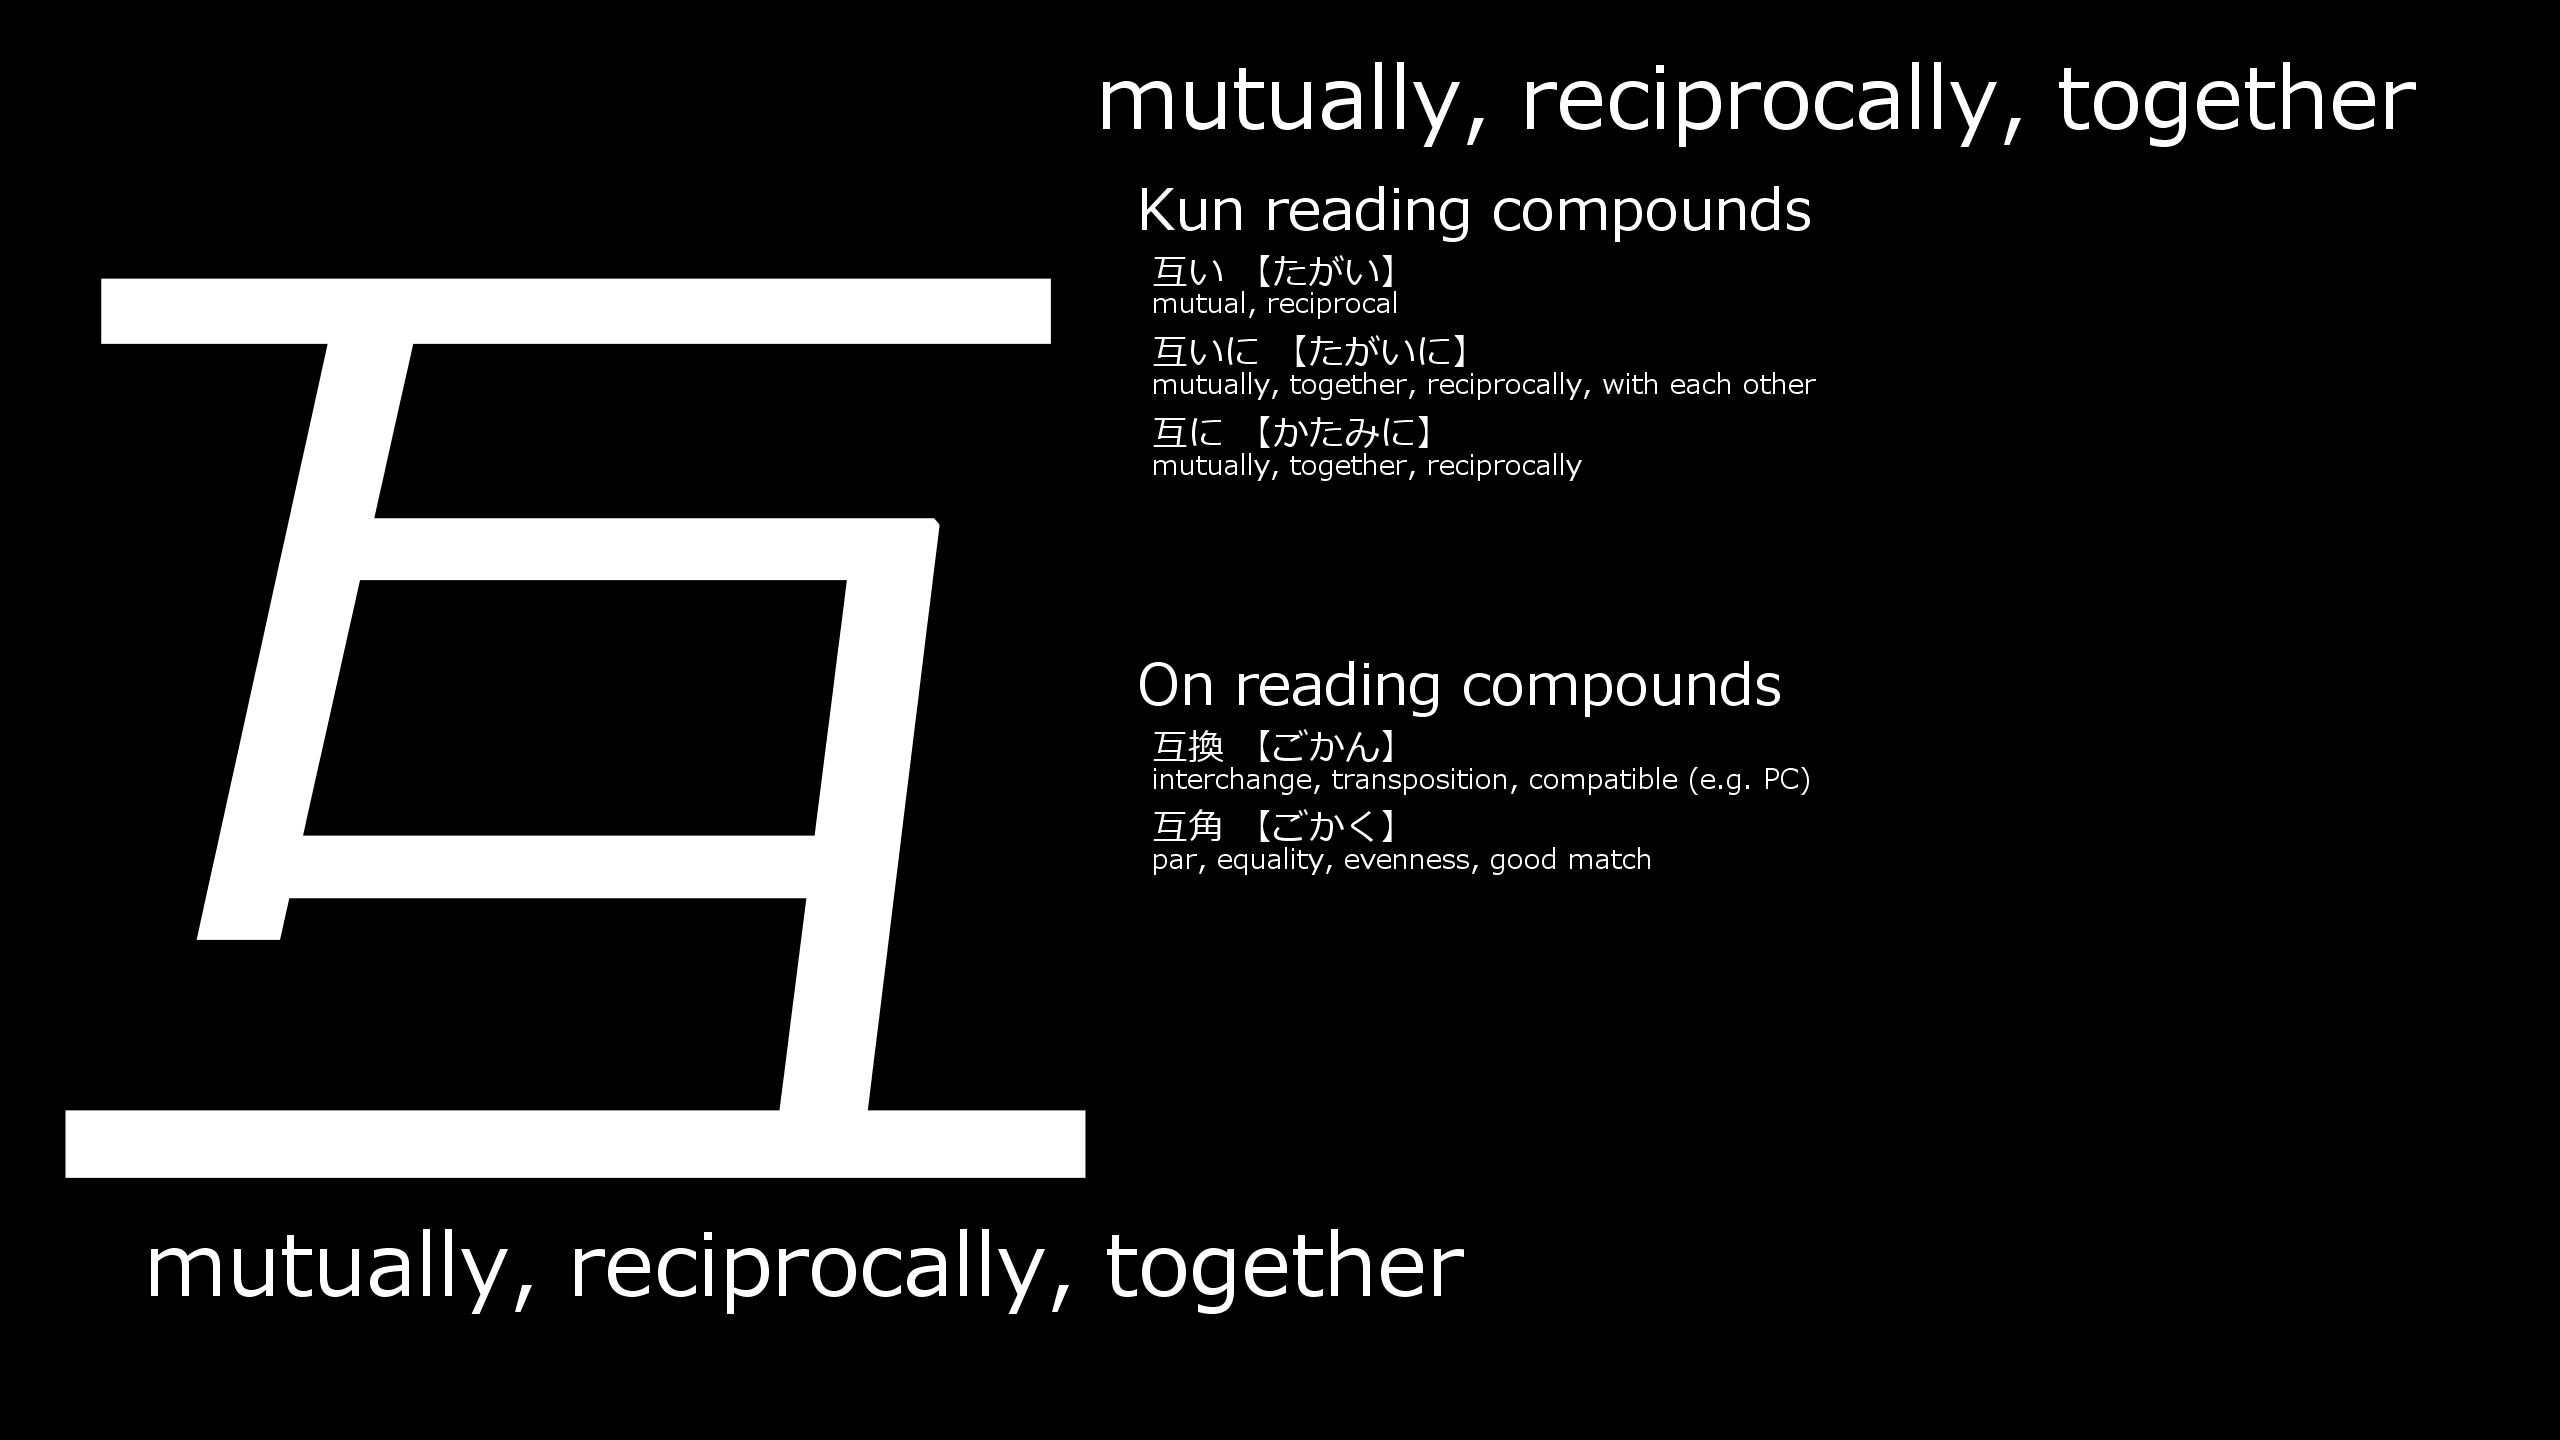 互
mutually, reciprocally, together
Kun reading compounds
互い 【たがい】
mutual, reciprocal
互いに 【たがいに】
mutually, together, reciprocally, with each other
互に 【かたみに】
mutually, together, reciprocally
On reading compounds
互換 【ごかん】
interchange, transposition, compatible (e.g. PC)
互角 【ごかく】
par, equality, evenness, good match
mutually, reciprocally, together